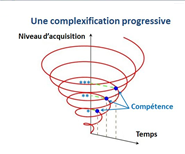 Une complexification progressive
Niveau d'acquisition
***
**
*
Compétence
Temps